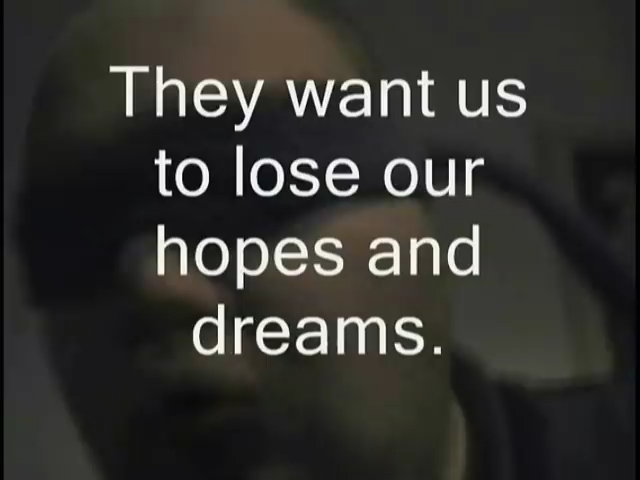 They want us
to lose our
hopes and
dreams.